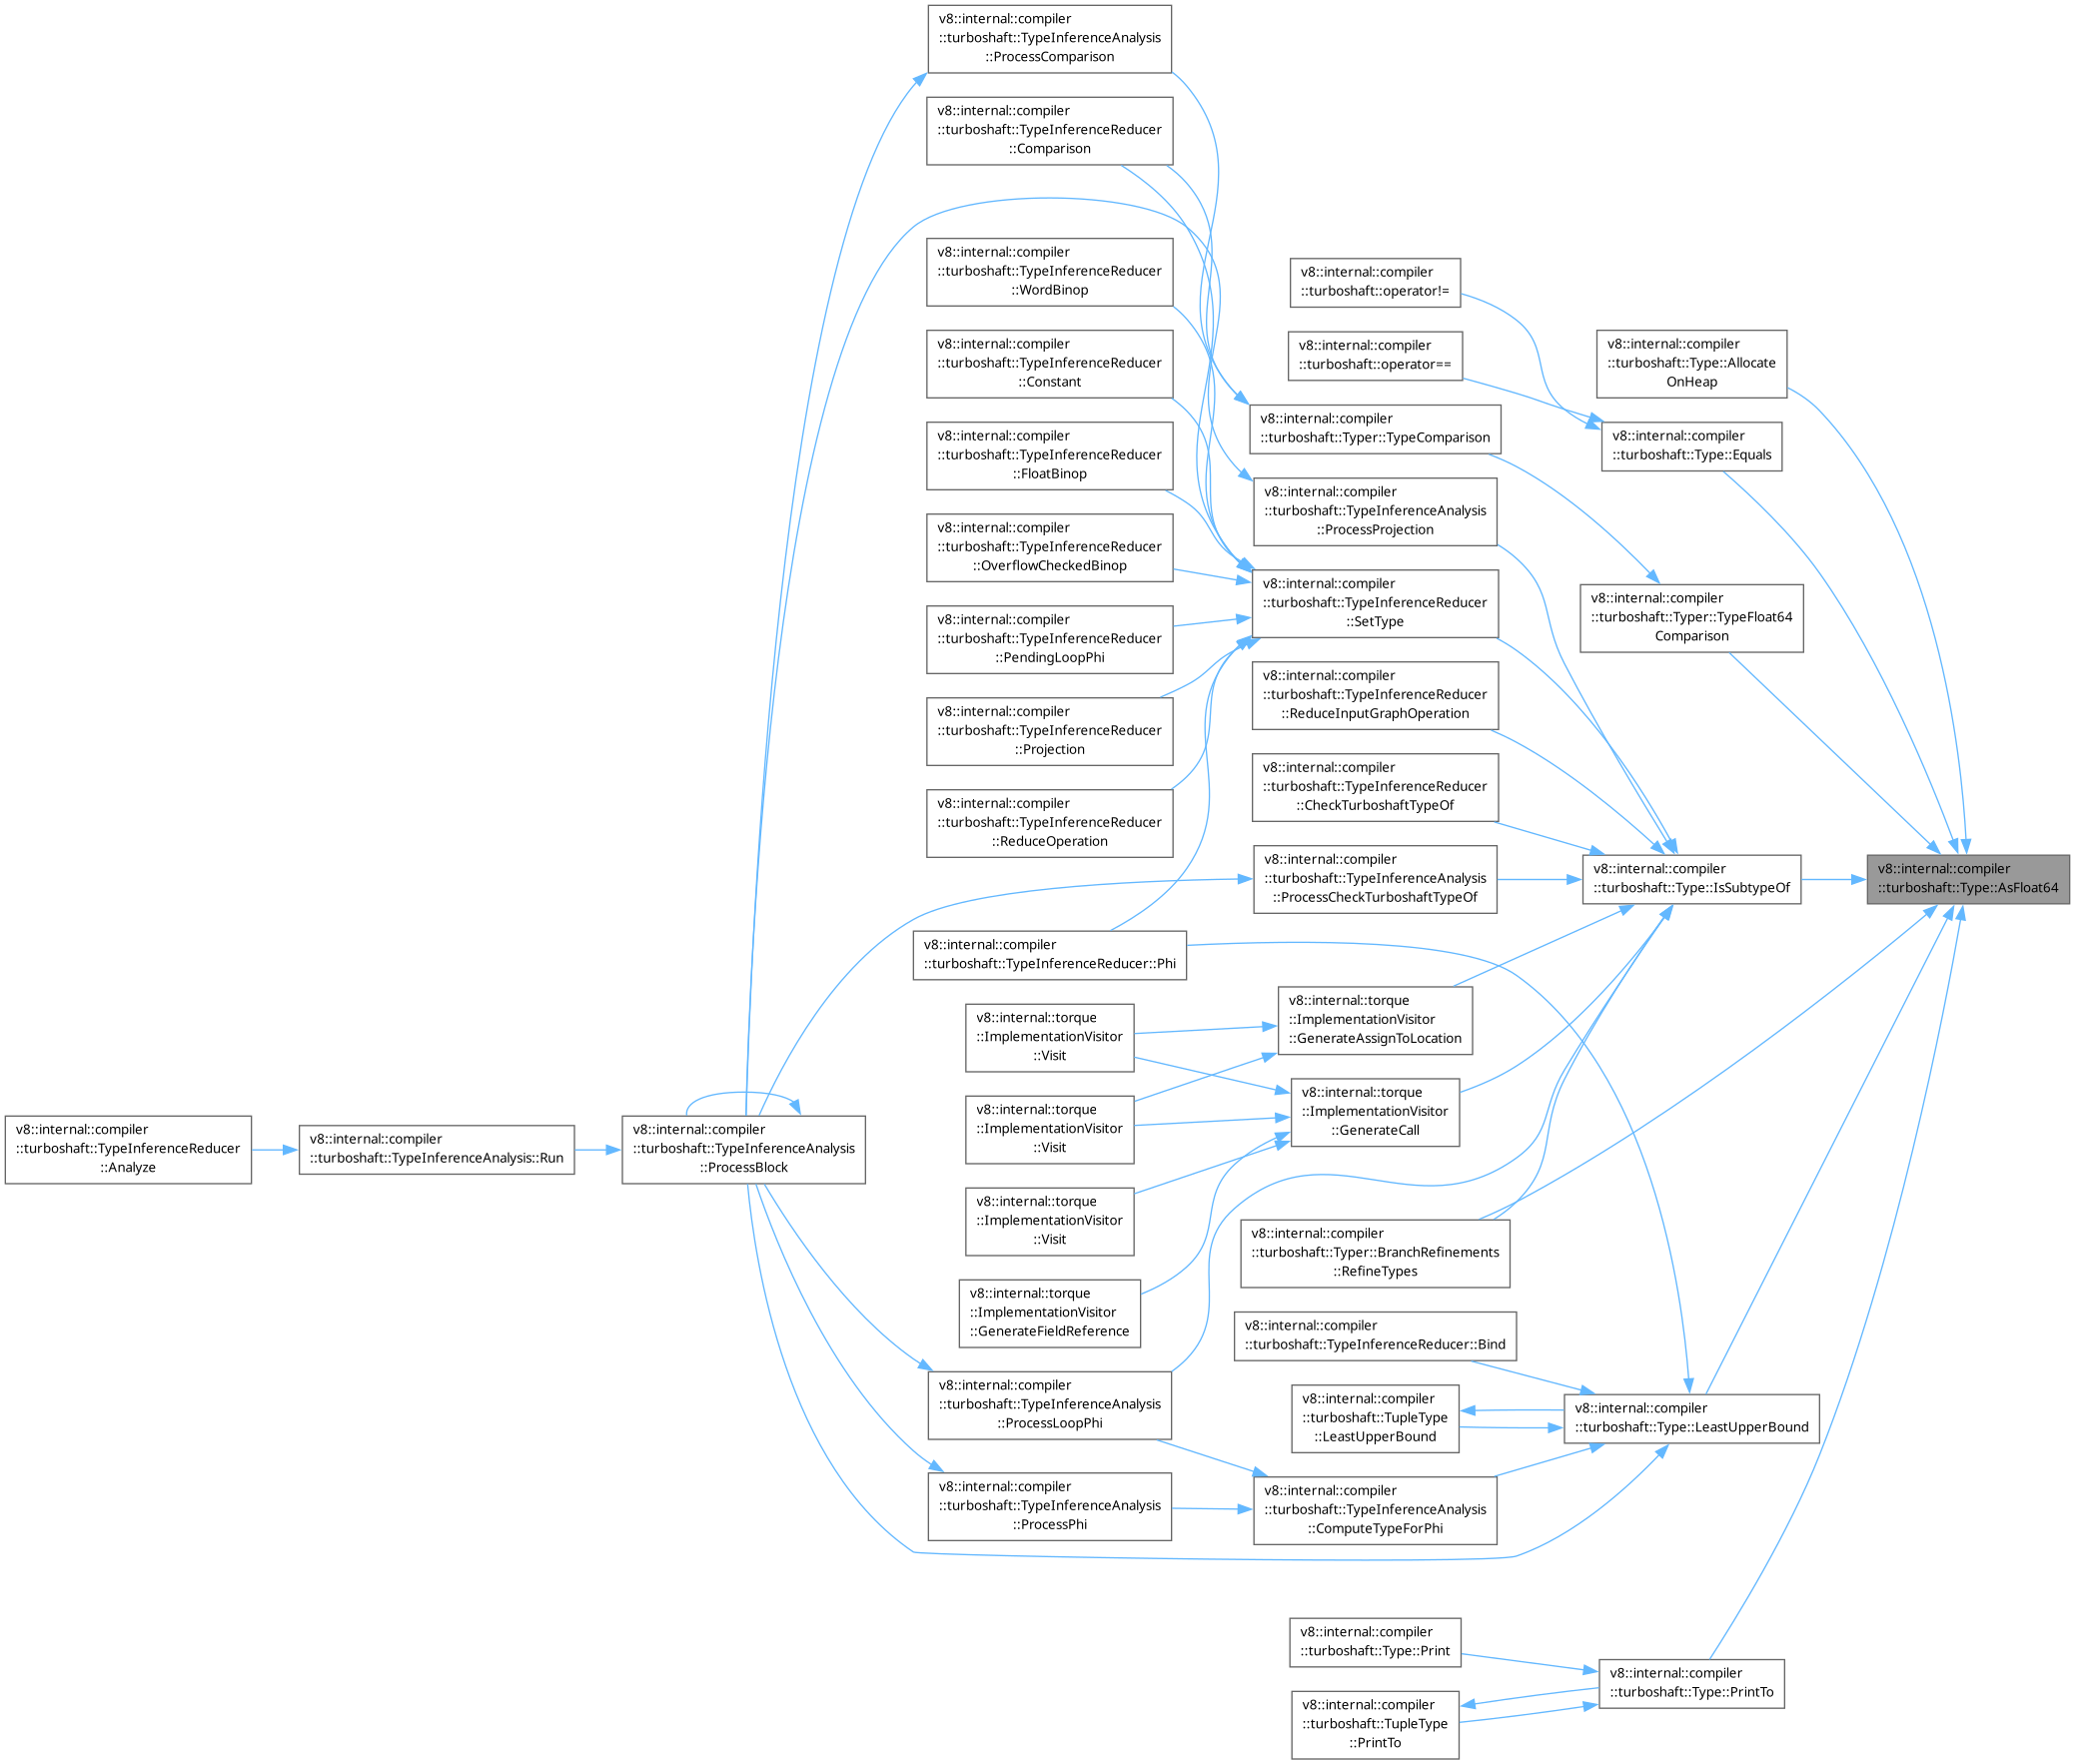 v8::internal::compiler
::turboshaft::TypeInferenceAnalysis
::ProcessComparison
v8::internal::compiler
::turboshaft::TypeInferenceReducer
::Comparison
v8::internal::compiler
::turboshaft::TypeInferenceReducer
::WordBinop
v8::internal::compiler
::turboshaft::TypeInferenceReducer
::Constant
v8::internal::compiler
::turboshaft::TypeInferenceReducer
::FloatBinop
v8::internal::compiler
::turboshaft::TypeInferenceReducer
::OverflowCheckedBinop
v8::internal::compiler
::turboshaft::TypeInferenceReducer
::PendingLoopPhi
v8::internal::compiler
::turboshaft::TypeInferenceReducer
::Projection
v8::internal::compiler
::turboshaft::TypeInferenceReducer
::ReduceOperation
v8::internal::compiler
::turboshaft::TypeInferenceReducer::Phi
v8::internal::torque
::ImplementationVisitor
::Visit
v8::internal::torque
::ImplementationVisitor
::Visit
v8::internal::torque
::ImplementationVisitor
::Visit
v8::internal::torque
::ImplementationVisitor
::GenerateFieldReference
v8::internal::compiler
::turboshaft::TypeInferenceAnalysis
::ProcessLoopPhi
v8::internal::compiler
::turboshaft::TypeInferenceAnalysis
::ProcessPhi
v8::internal::compiler
::turboshaft::TypeInferenceReducer
::Analyze
v8::internal::compiler
::turboshaft::TypeInferenceAnalysis::Run
v8::internal::compiler
::turboshaft::TypeInferenceAnalysis
::ProcessBlock
v8::internal::compiler
::turboshaft::operator!=
v8::internal::compiler
::turboshaft::operator==
v8::internal::compiler
::turboshaft::Typer::TypeComparison
v8::internal::compiler
::turboshaft::TypeInferenceAnalysis
::ProcessProjection
v8::internal::compiler
::turboshaft::TypeInferenceReducer
::SetType
v8::internal::compiler
::turboshaft::TypeInferenceReducer
::ReduceInputGraphOperation
v8::internal::compiler
::turboshaft::TypeInferenceReducer
::CheckTurboshaftTypeOf
v8::internal::compiler
::turboshaft::TypeInferenceAnalysis
::ProcessCheckTurboshaftTypeOf
v8::internal::torque
::ImplementationVisitor
::GenerateAssignToLocation
v8::internal::torque
::ImplementationVisitor
::GenerateCall
v8::internal::compiler
::turboshaft::Typer::BranchRefinements
::RefineTypes
v8::internal::compiler
::turboshaft::TypeInferenceReducer::Bind
v8::internal::compiler
::turboshaft::TupleType
::LeastUpperBound
v8::internal::compiler
::turboshaft::TypeInferenceAnalysis
::ComputeTypeForPhi
v8::internal::compiler
::turboshaft::Type::Print
v8::internal::compiler
::turboshaft::TupleType
::PrintTo
v8::internal::compiler
::turboshaft::Type::Allocate
OnHeap
v8::internal::compiler
::turboshaft::Type::Equals
v8::internal::compiler
::turboshaft::Typer::TypeFloat64
Comparison
v8::internal::compiler
::turboshaft::Type::IsSubtypeOf
v8::internal::compiler
::turboshaft::Type::LeastUpperBound
v8::internal::compiler
::turboshaft::Type::PrintTo
v8::internal::compiler
::turboshaft::Type::AsFloat64